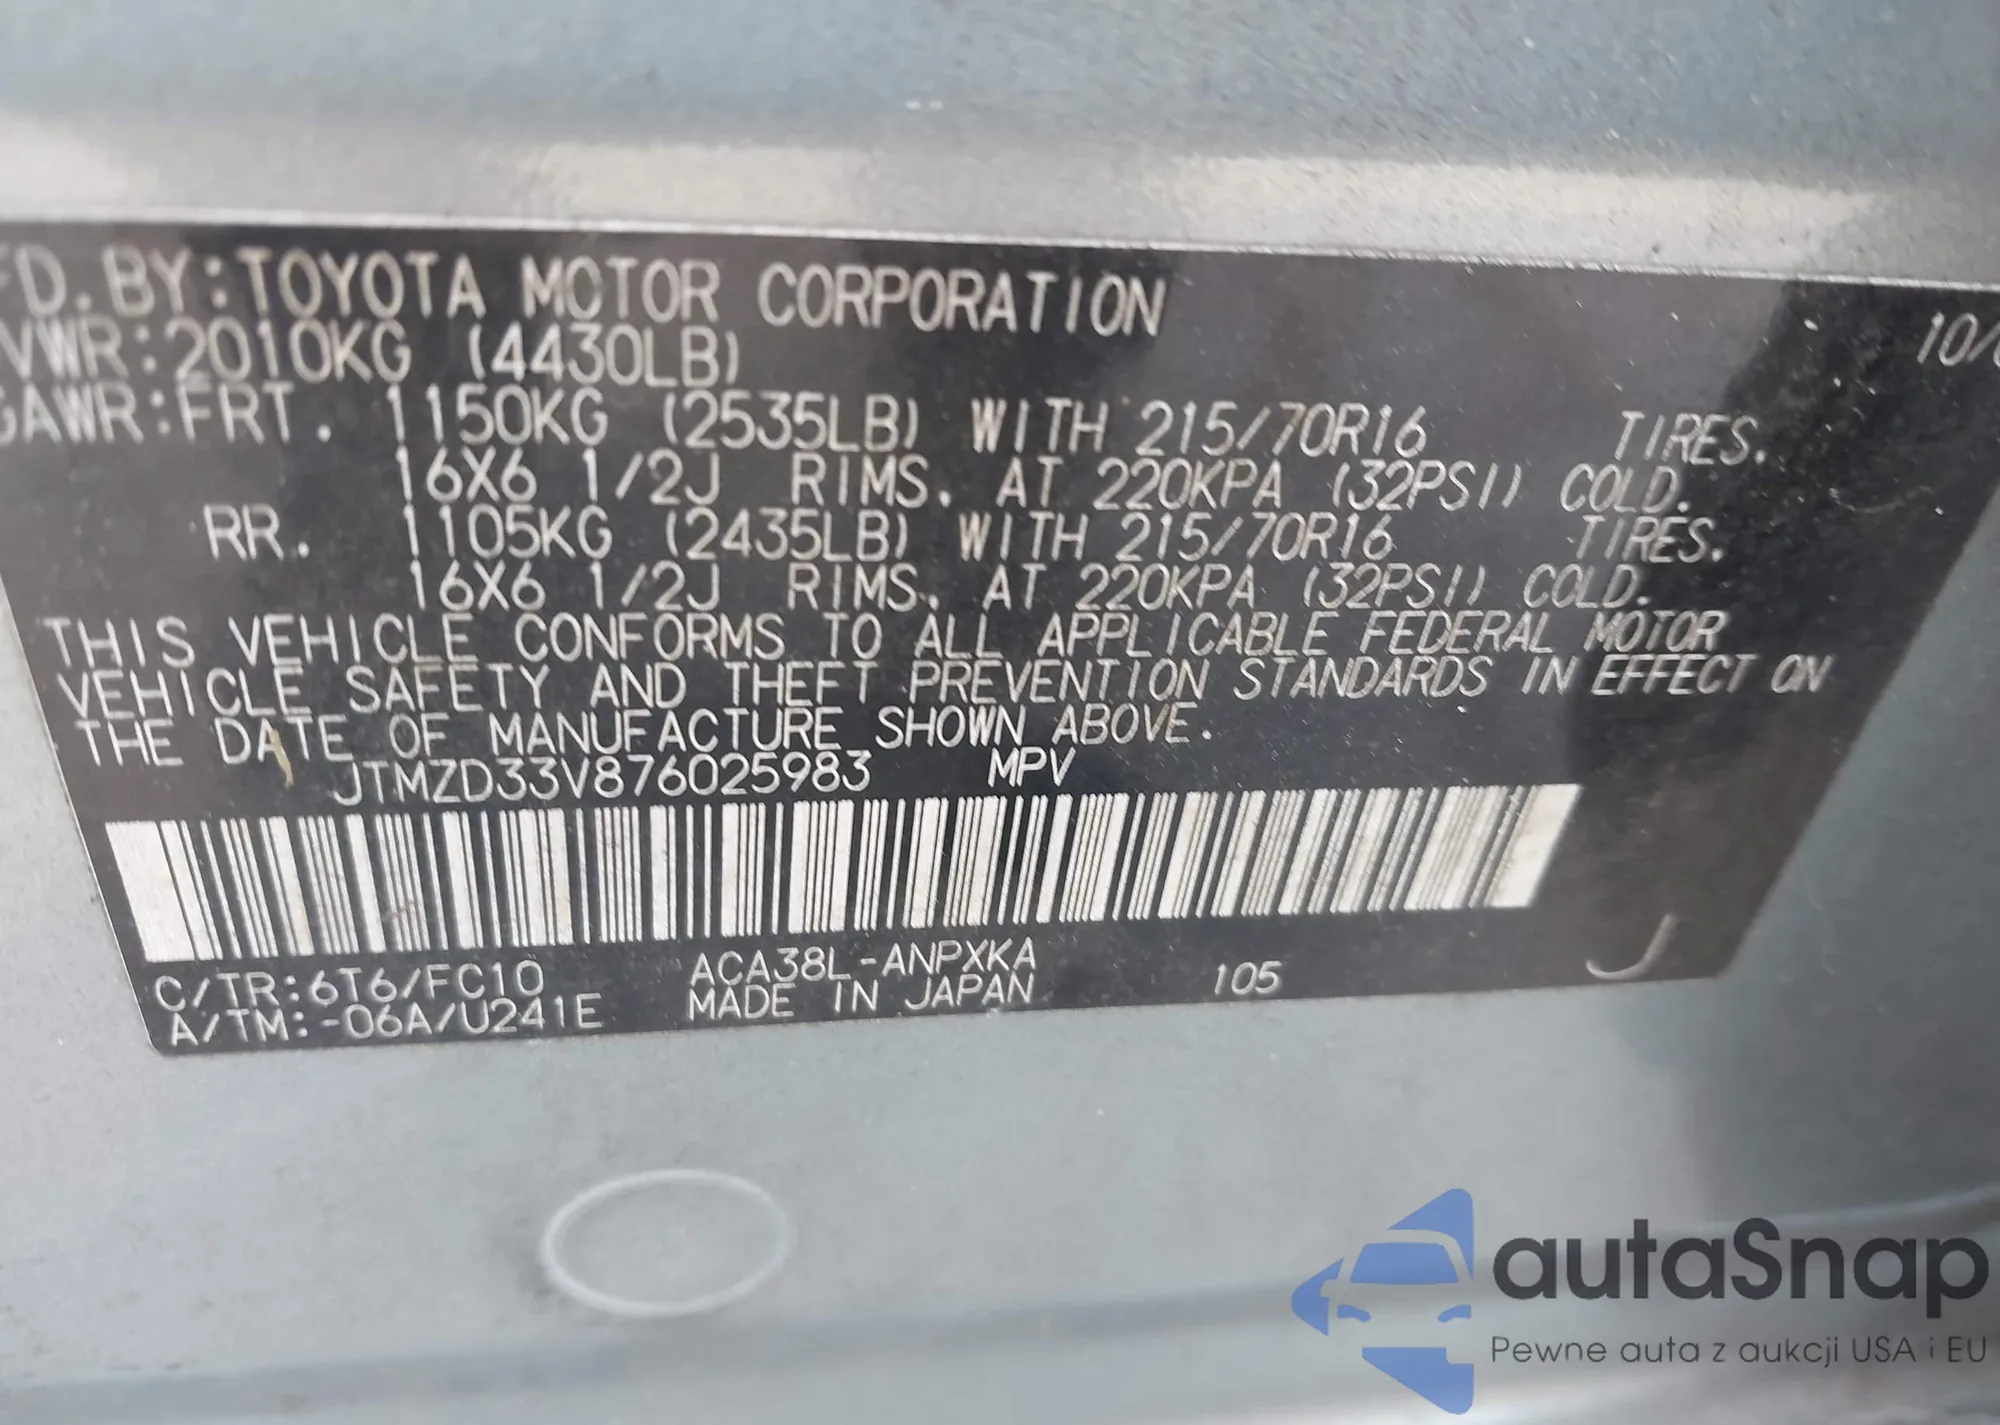 FD. BY:TOYOTA MOTOR CORPORATION 10/
VWR:2010KG (4430LB)
GAWR:FRT. 1150KG (2535LB) WITH 215/70R16 TIRES.
16X6 1/2J RIMS. AT 220KPA (32PSI) COLD.
RR. 1105KG (2435LB) WITH 215/70R16 TIRES.
16X6 1/2J RIMS. AT 220KPA (32PSI) COLD.
THIS VEHICLE CONFORMS TO ALL APPLICABLE FEDERAL MOTOR
VEHICLE SAFETY AND THEFT PREVENTION STANDARDS IN EFFECT ON
THE DATE OF MANUFACTURE SHOWN ABOVE.
JTMZD33V876025983 MPV
C/TR:6T6/FC10 ACA38L-ANPXKA 105 J
A/TM:-06A/U241E MADE IN JAPAN
autaSnap
Pewne auta z aukcji USA i EU